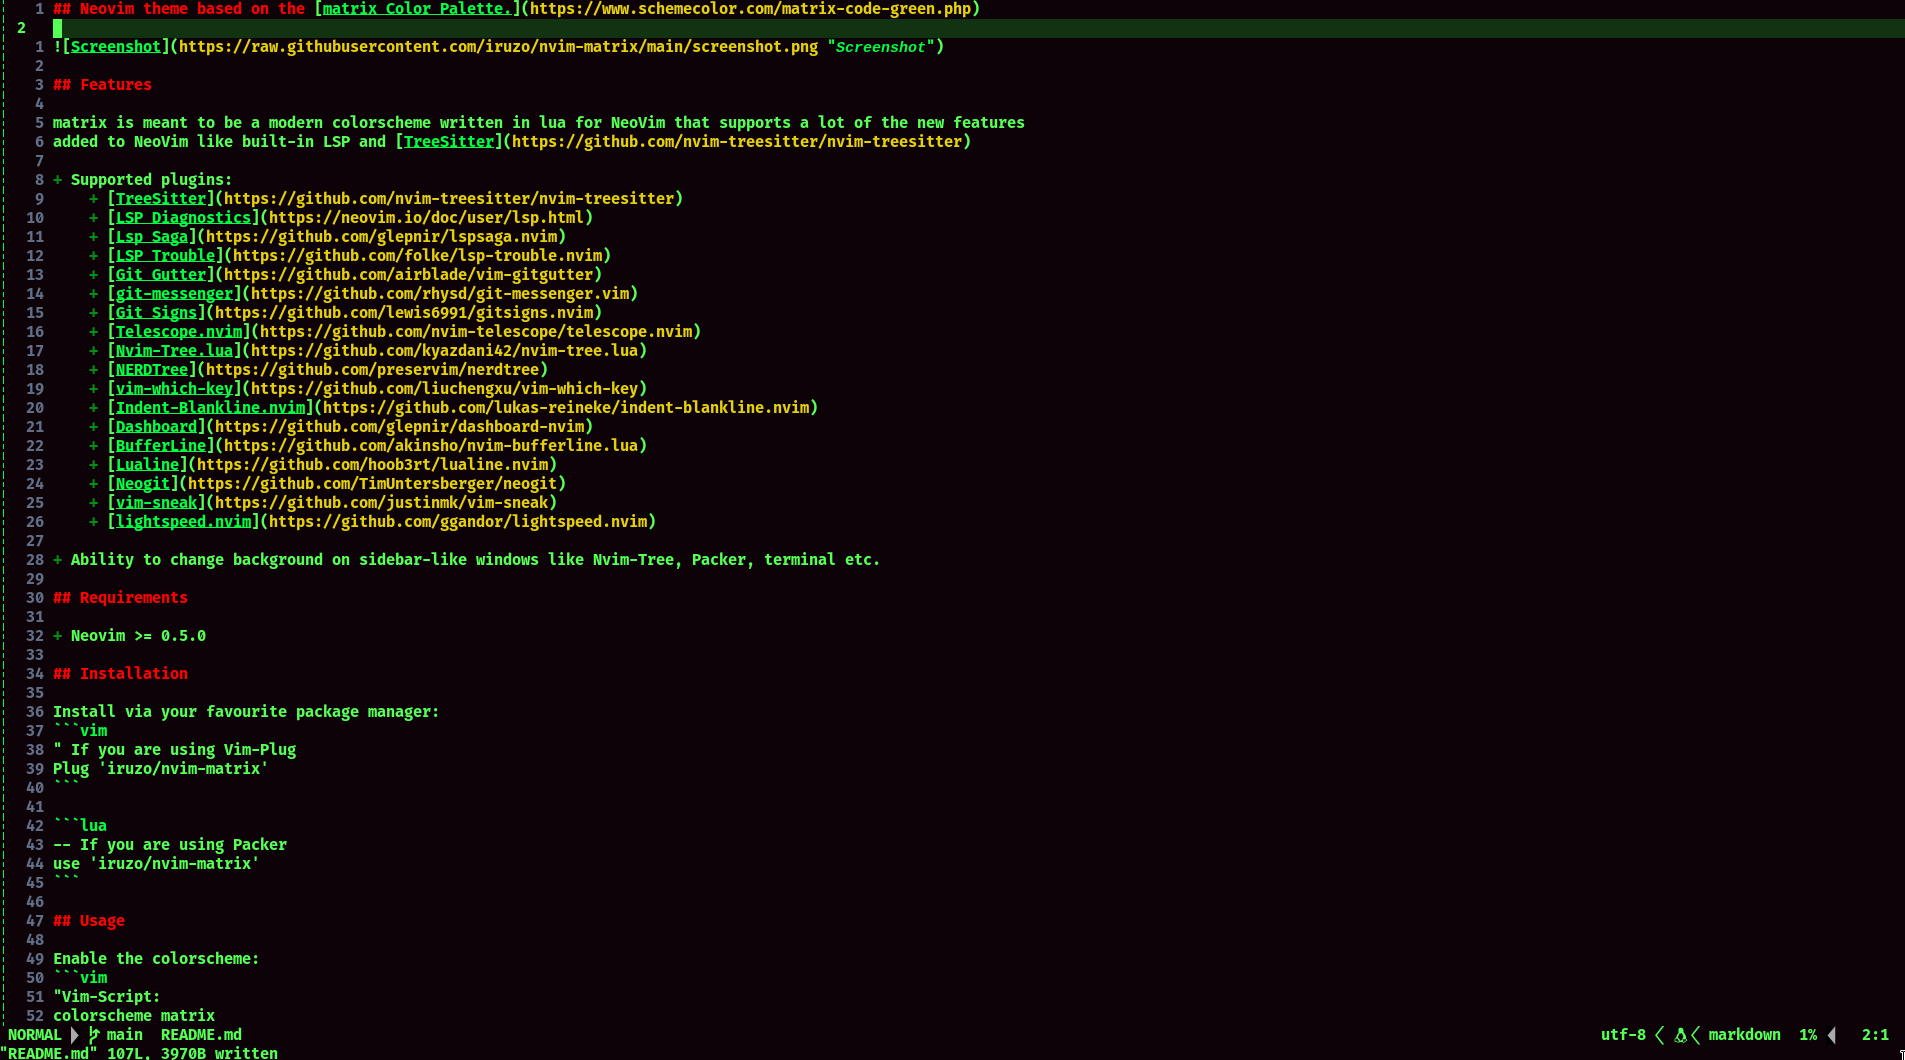 1 ## Neovim theme based on the [matrix Color Palette.](https://www.schemecolor.com/matrix-code-green.php)
2
1 ![Screenshot](https://raw.githubusercontent.com/iruzo/nvim-matrix/main/screenshot.png "Screenshot")
2
3 ## Features
4
5 matrix is meant to be a modern colorscheme written in lua for NeoVim that supports a lot of the new features
6 added to NeoVim like built-in LSP and [TreeSitter](https://github.com/nvim-treesitter/nvim-treesitter)
7
8 + Supported plugins:
9 + [TreeSitter](https://github.com/nvim-treesitter/nvim-treesitter)
10 + [LSP Diagnostics](https://neovim.io/doc/user/lsp.html)
11 + [Lsp Saga](https://github.com/glepnir/lspsaga.nvim)
12 + [LSP Trouble](https://github.com/folke/lsp-trouble.nvim)
13 + [Git Gutter](https://github.com/airblade/vim-gitgutter)
14 + [git-messenger](https://github.com/rhysd/git-messenger.vim)
15 + [Git Signs](https://github.com/lewis6991/gitsigns.nvim)
16 + [Telescope.nvim](https://github.com/nvim-telescope/telescope.nvim)
17 + [Nvim-Tree.lua](https://github.com/kyazdani42/nvim-tree.lua)
18 + [NERDTree](https://github.com/preservim/nerdtree)
19 + [vim-which-key](https://github.com/liuchengxu/vim-which-key)
20 + [Indent-Blankline.nvim](https://github.com/lukas-reineke/indent-blankline.nvim)
21 + [Dashboard](https://github.com/glepnir/dashboard-nvim)
22 + [BufferLine](https://github.com/akinsho/nvim-bufferline.lua)
23 + [Lualine](https://github.com/hoob3rt/lualine.nvim)
24 + [Neogit](https://github.com/TimUntersberger/neogit)
25 + [vim-sneak](https://github.com/justinmk/vim-sneak)
26 + [lightspeed.nvim](https://github.com/ggandor/lightspeed.nvim)
27
28 + Ability to change background on sidebar-like windows like Nvim-Tree, Packer, terminal etc.
29
30 ## Requirements
31
32 + Neovim >= 0.5.0
33
34 ## Installation
35
36 Install via your favourite package manager:
37 ```vim
38 " If you are using Vim-Plug
39 Plug 'iruzo/nvim-matrix'
40 ```
41
42 ```lua
43 -- If you are using Packer
44 use 'iruzo/nvim-matrix'
45 ```
46
47 ## Usage
48
49 Enable the colorscheme:
50 ```vim
51 "Vim-Script:
52 colorscheme matrix
NORMAL main README.md utf-8 markdown 1% 2:1
"README.md" 107L, 3970B written